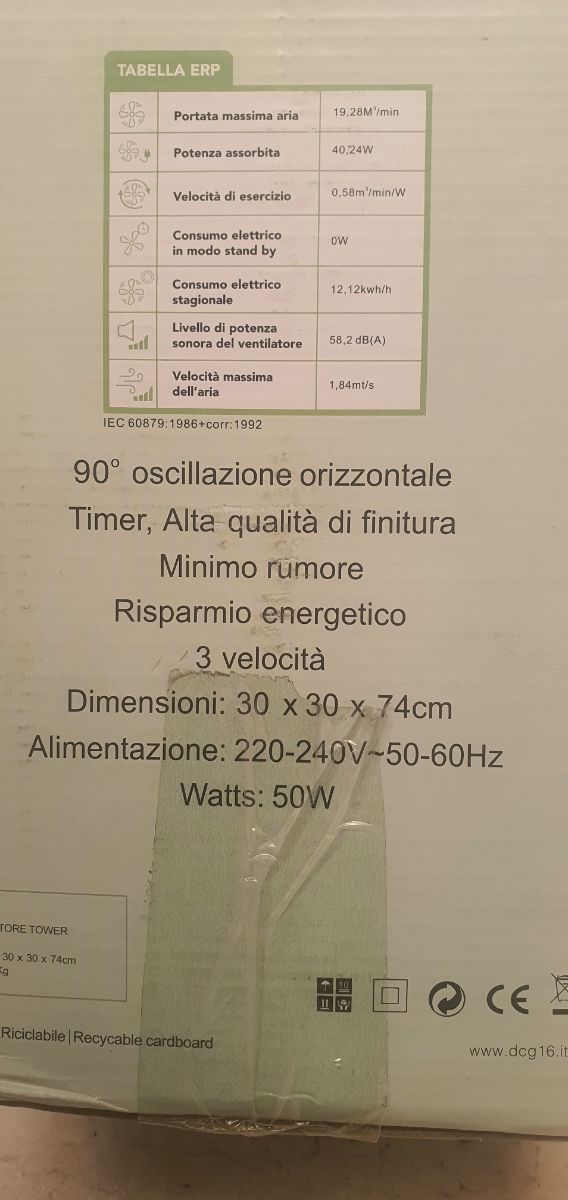 TABELLA ERP
Portata massima aria 19,28M³/min
Potenza assorbita 40,24W
Velocità di esercizio 0,58m³/min/W
Consumo elettrico
in modo stand by 0W
Consumo elettrico
stagionale 12,12kwh/h
Livello di potenza
sonora del ventilatore 58,2 dB(A)
Velocità massima
dell'aria 1,84mt/s
IEC 60879:1986+corr:1992
90° oscillazione orizzontale
Timer, Alta qualità di finitura
Minimo rumore
Risparmio energetico
3 velocità
Dimensioni: 30 x 30 x 74cm
Alimentazione: 220-240V~50-60Hz
Watts: 50W
TORE TOWER
30 x 30 x 74cm
Kg
10
CE
Riciclabile | Recycable cardboard
www.dcg16.it